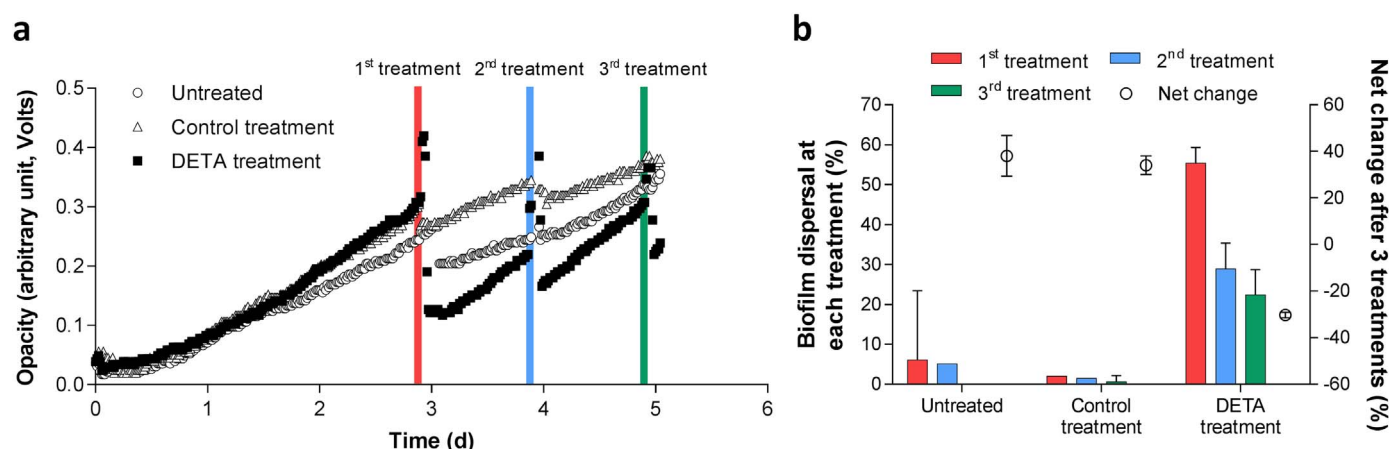 a
1st treatment 2nd treatment 3rd treatment
Untreated
Control treatment
DETA treatment
Opacity (arbitrary unit, Volts)
0.5
0.4
0.3
0.2
0.1
0.0
0 1 2 3 4 5 6
Time (d)
b
1st treatment 2nd treatment
3rd treatment Net change
Biofilm dispersal at
each treatment (%)
70
60
50
40
30
20
10
0
Net change after 3 treatments (%)
60
40
20
0
-20
-40
-60
Untreated Control DETA
treatment treatment